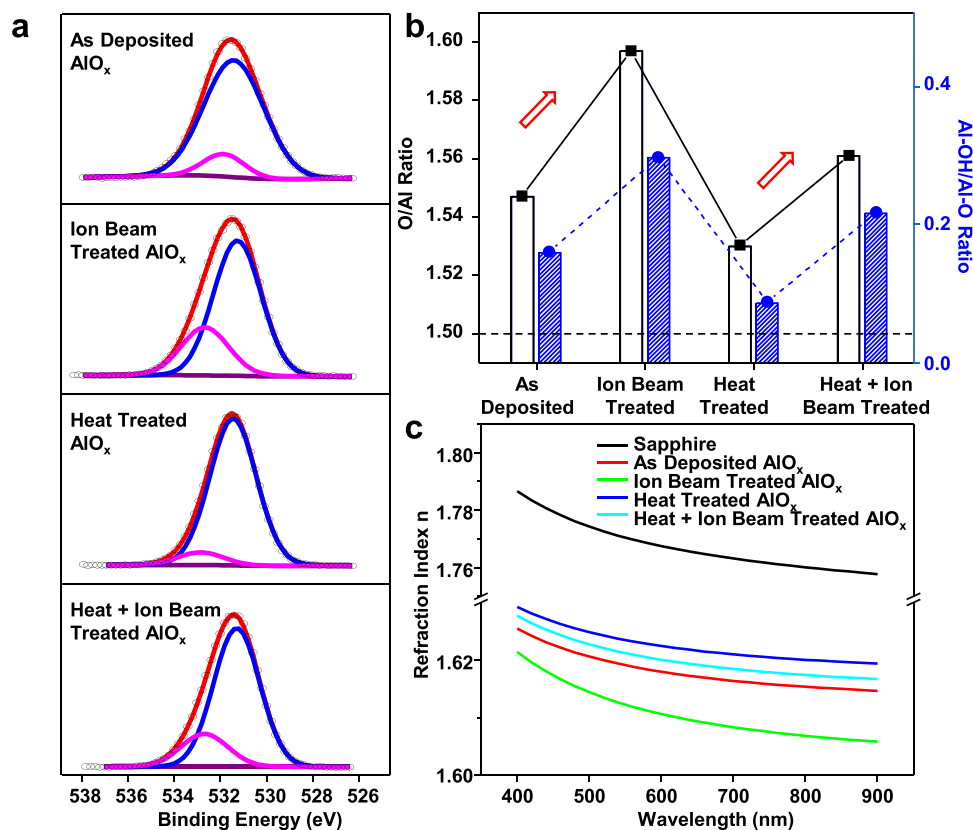 a
As Deposited
AlOx
Ion Beam
Treated AlOx
Heat Treated
AlOx
Heat + Ion Beam
Treated AlOx
538 536 534 532 530 528 526
Binding Energy (eV)
b
1.60
1.58
1.56
1.54
1.52
1.50
O/Al Ratio
0.4
0.2
0.0
Al-OH/Al-O Ratio
As
Deposited
Ion Beam
Treated
Heat
Treated
Heat + Ion
Beam Treated
c
1.80
1.78
1.76
1.62
1.60
Refraction Index n
Sapphire
As Deposited AlOx
Ion Beam Treated AlOx
Heat Treated AlOx
Heat + Ion Beam Treated AlOx
400 500 600 700 800 900
Wavelength (nm)